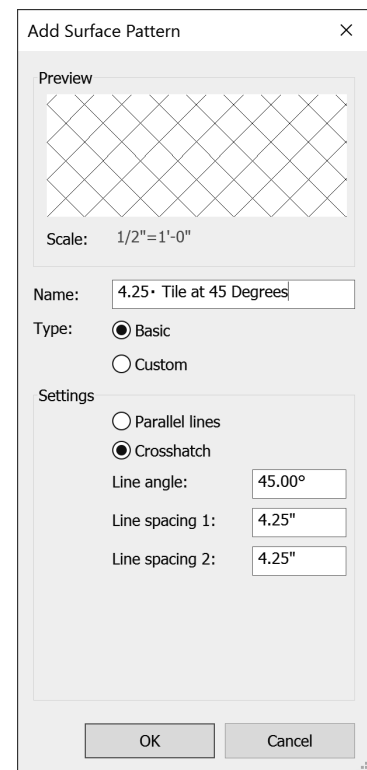 Add Surface Pattern
Preview
Scale: 1/2"=1'-0"
Name: 4.25· Tile at 45 Degrees
Type: Basic
Custom
Settings
Parallel lines
Crosshatch
Line angle: 45.00°
Line spacing 1: 4.25"
Line spacing 2: 4.25"
OK Cancel